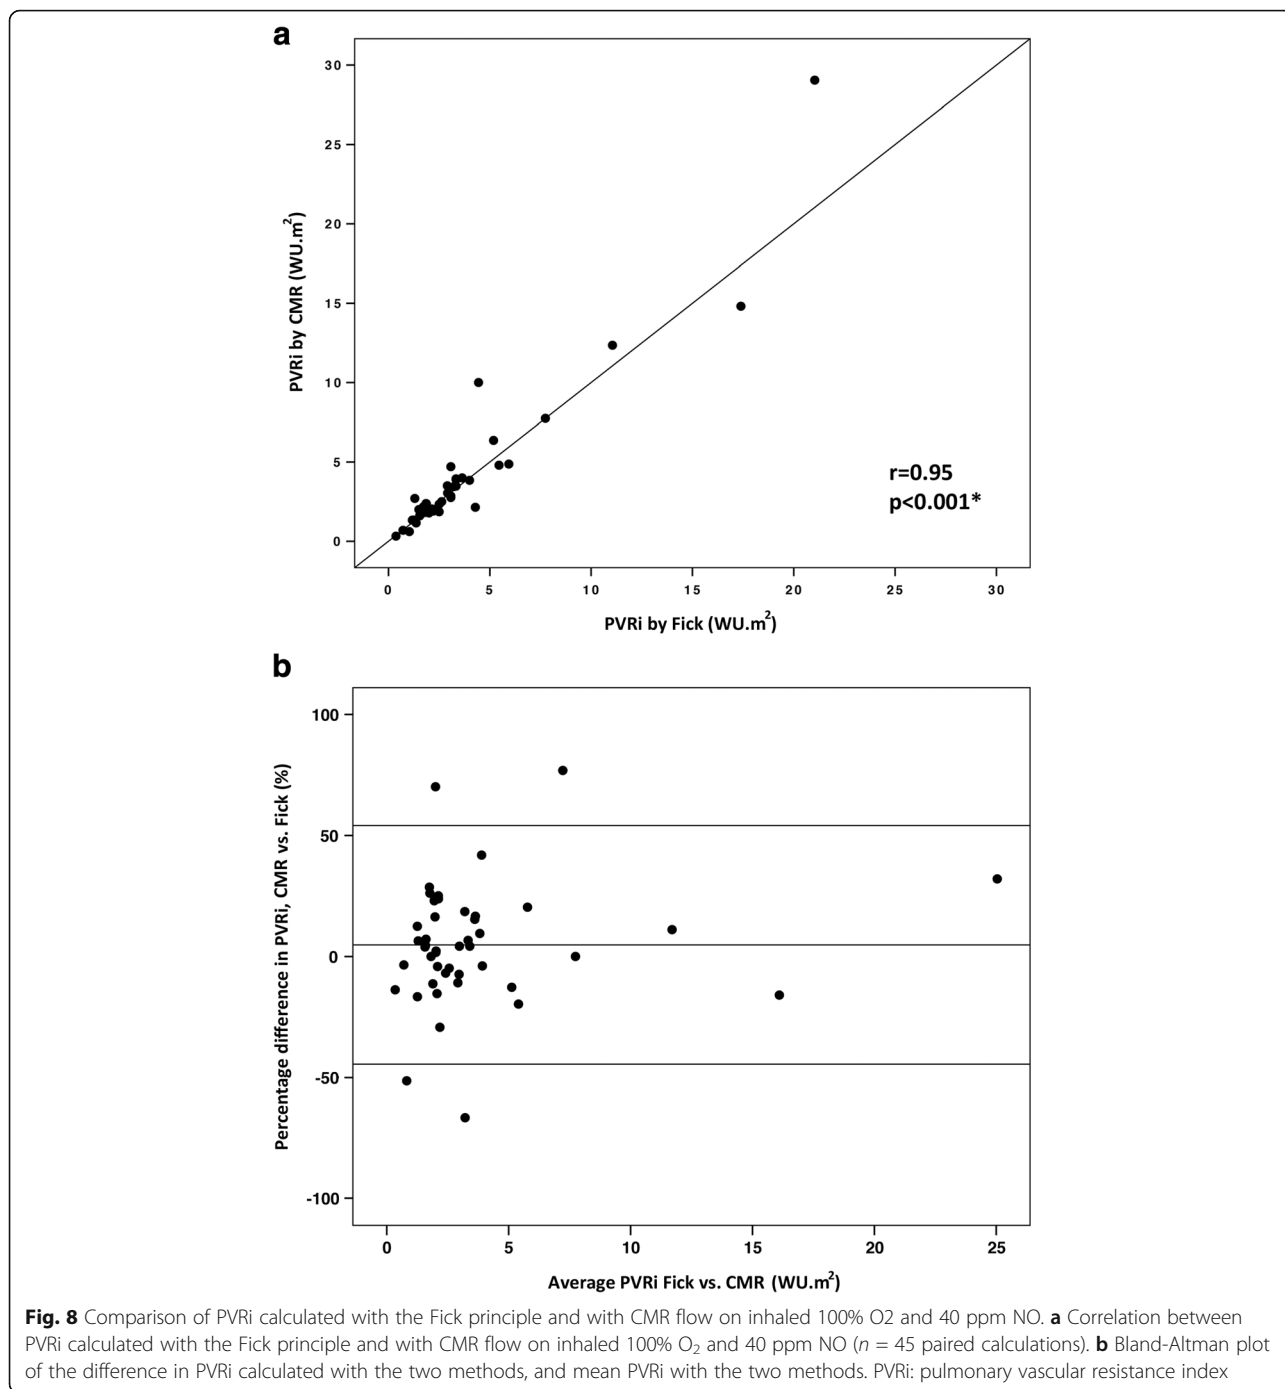 a
30
25
20
15
10
5
0
PVRi by CMR (WU.m²)
r=0.95
p<0.001*
0 5 10 15 20 25 30
PVRi by Fick (WU.m²)
b
100
50
0
-50
-100
Percentage difference in PVRi, CMR vs. Fick (%)
0 5 10 15 20 25
Average PVRi Fick vs. CMR (WU.m²)
Fig. 8 Comparison of PVRi calculated with the Fick principle and with CMR flow on inhaled 100% O2 and 40 ppm NO. a Correlation between
PVRi calculated with the Fick principle and with CMR flow on inhaled 100% O₂ and 40 ppm NO (n = 45 paired calculations). b Bland-Altman plot
of the difference in PVRi calculated with the two methods, and mean PVRi with the two methods. PVRi: pulmonary vascular resistance index